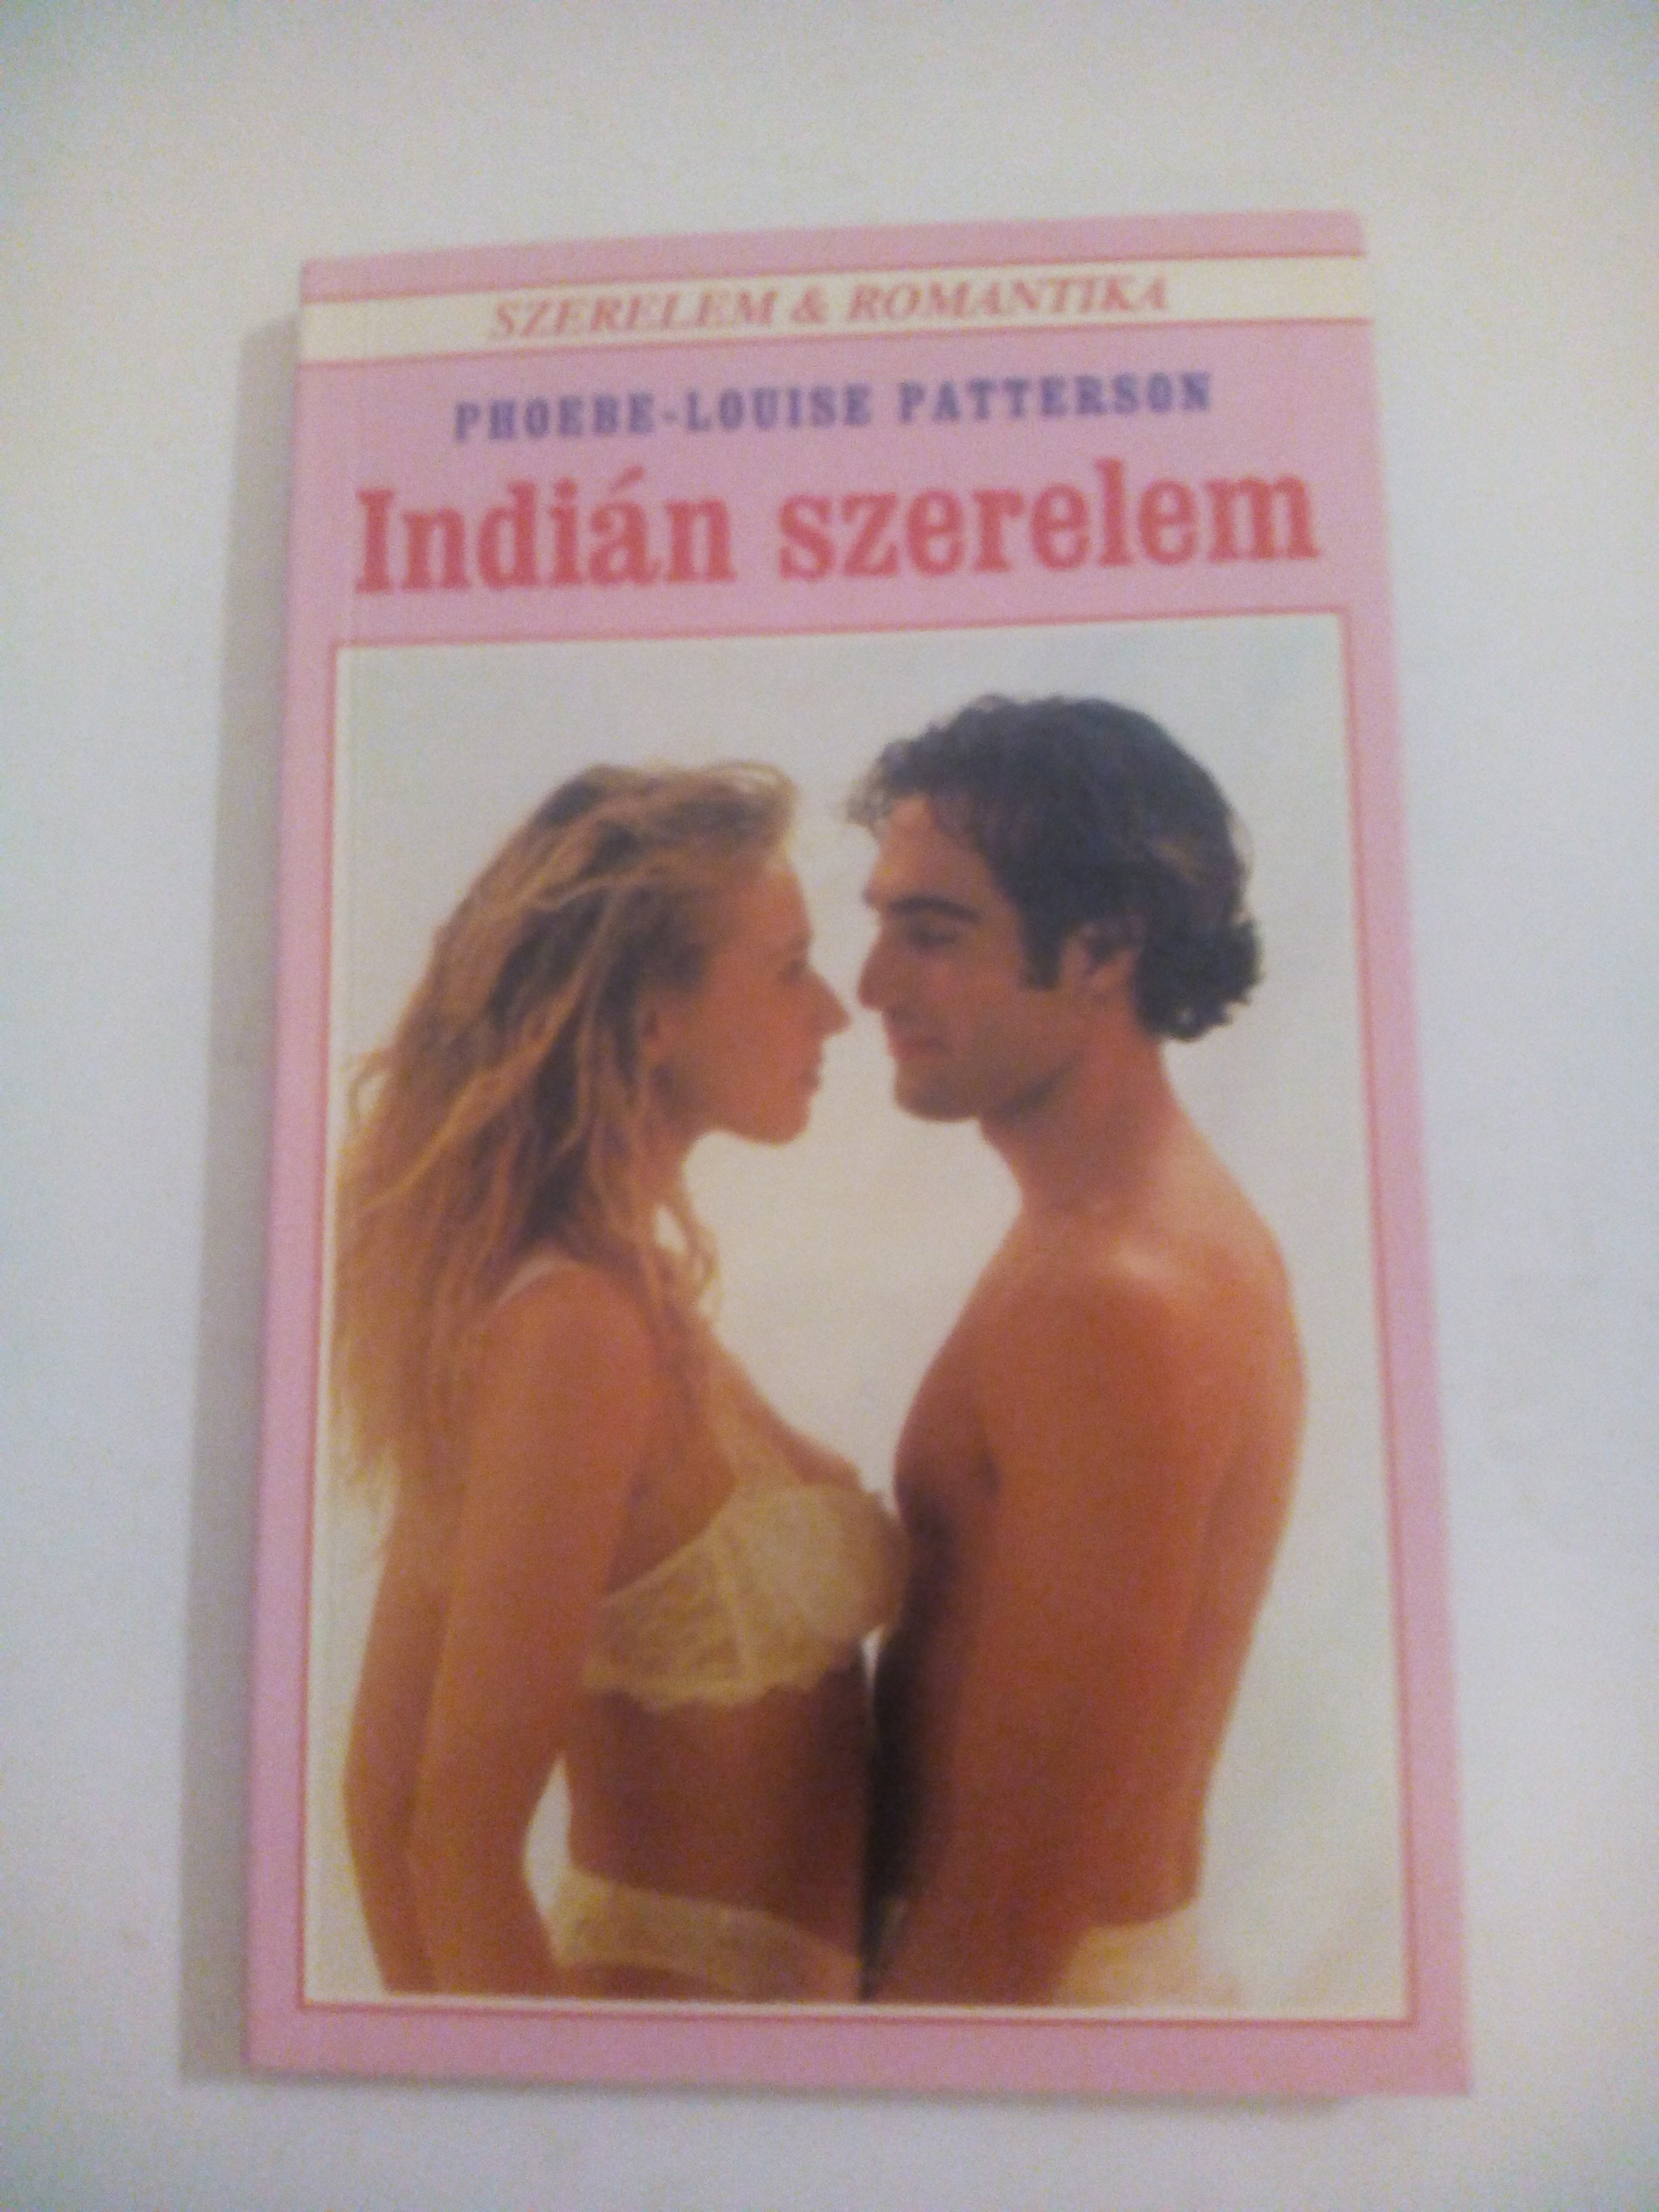 SZERELEM & ROMANTIKA
PHOEBE-LOUISE PATTERSON
Indián szerelem